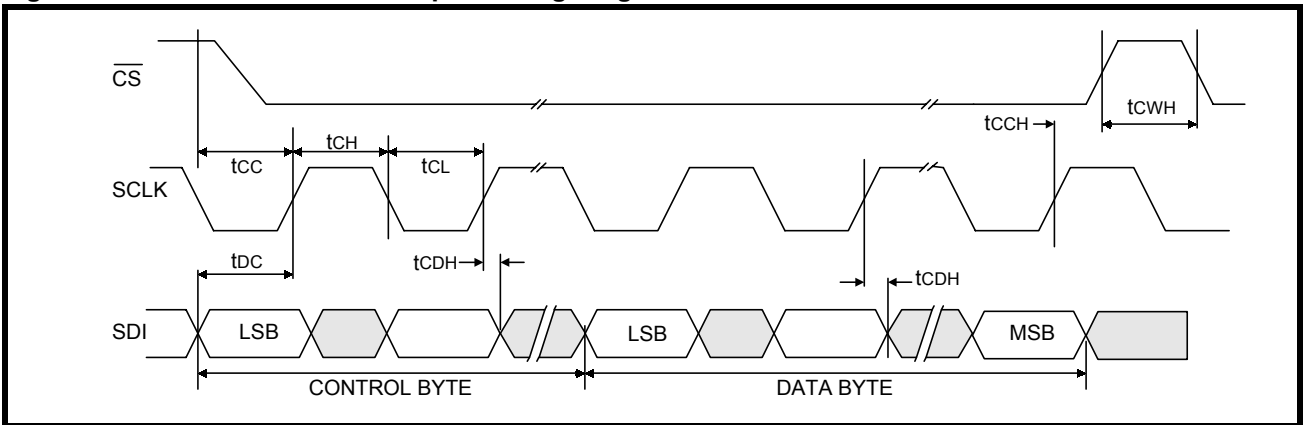 CS
tCCH
tCWH
tCC
tCH
tCL
SCLK
tDC
tCDH
tCDH
SDI
LSB
LSB
MSB
CONTROL BYTE
DATA BYTE